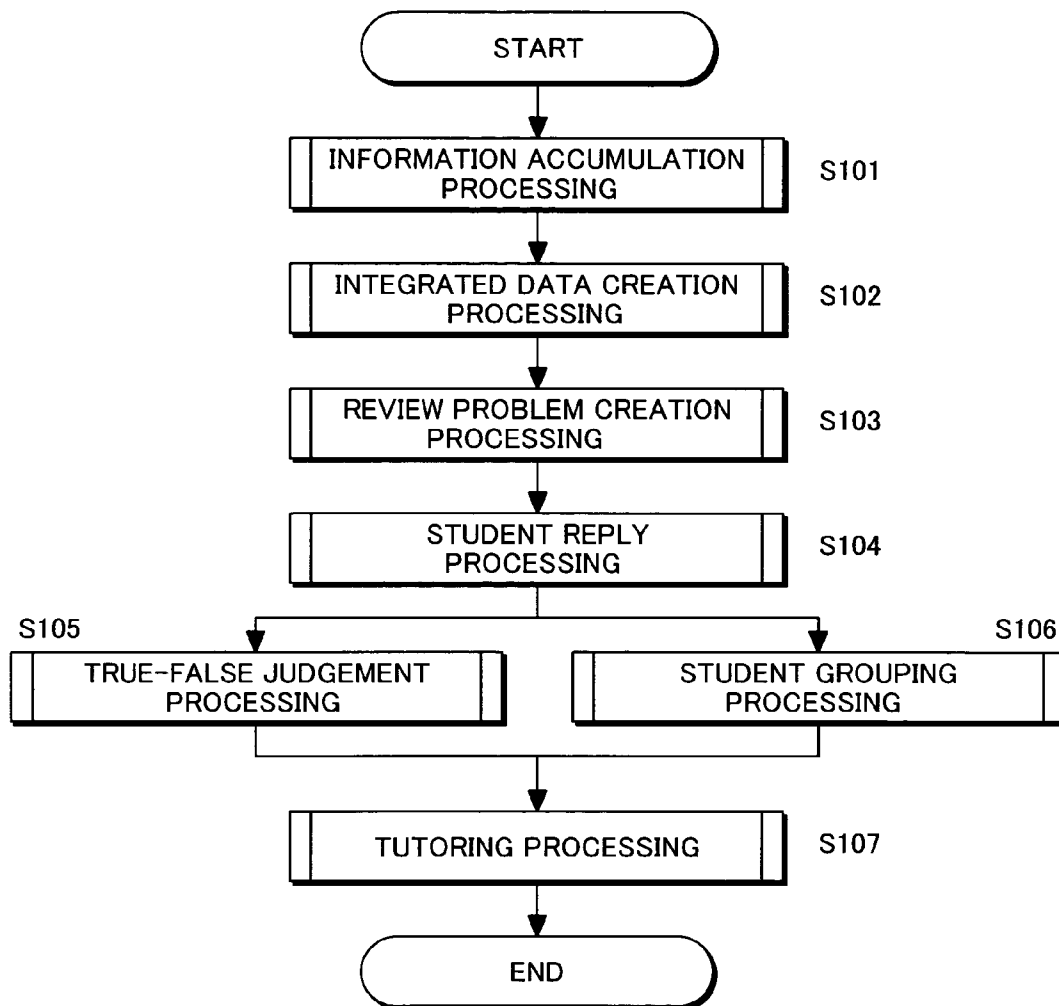 START
INFORMATION ACCUMULATION
PROCESSING
S101
INTEGRATED DATA CREATION
PROCESSING
S102
REVIEW PROBLEM CREATION
PROCESSING
S103
STUDENT REPLY
PROCESSING
S104
S105
TRUE-FALSE JUDGEMENT
PROCESSING
S106
STUDENT GROUPING
PROCESSING
TUTORING PROCESSING
S107
END